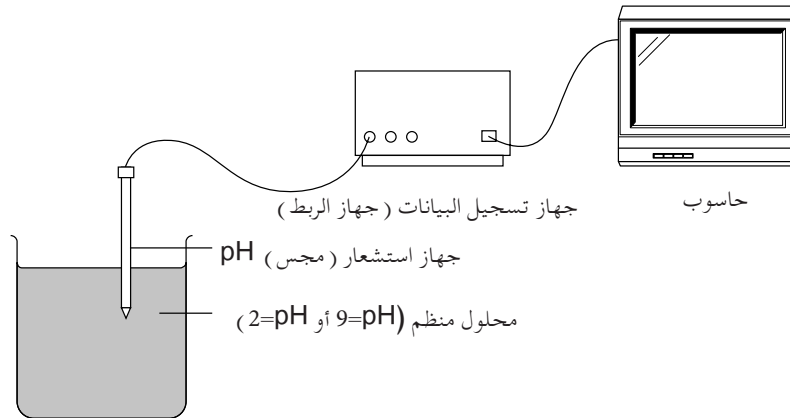 حاسوب
جهاز تسجيل البيانات ( جهاز الربط )
جهاز استشعار ( مجس ) pH
محلول منظم (pH=9 أو pH=2 )